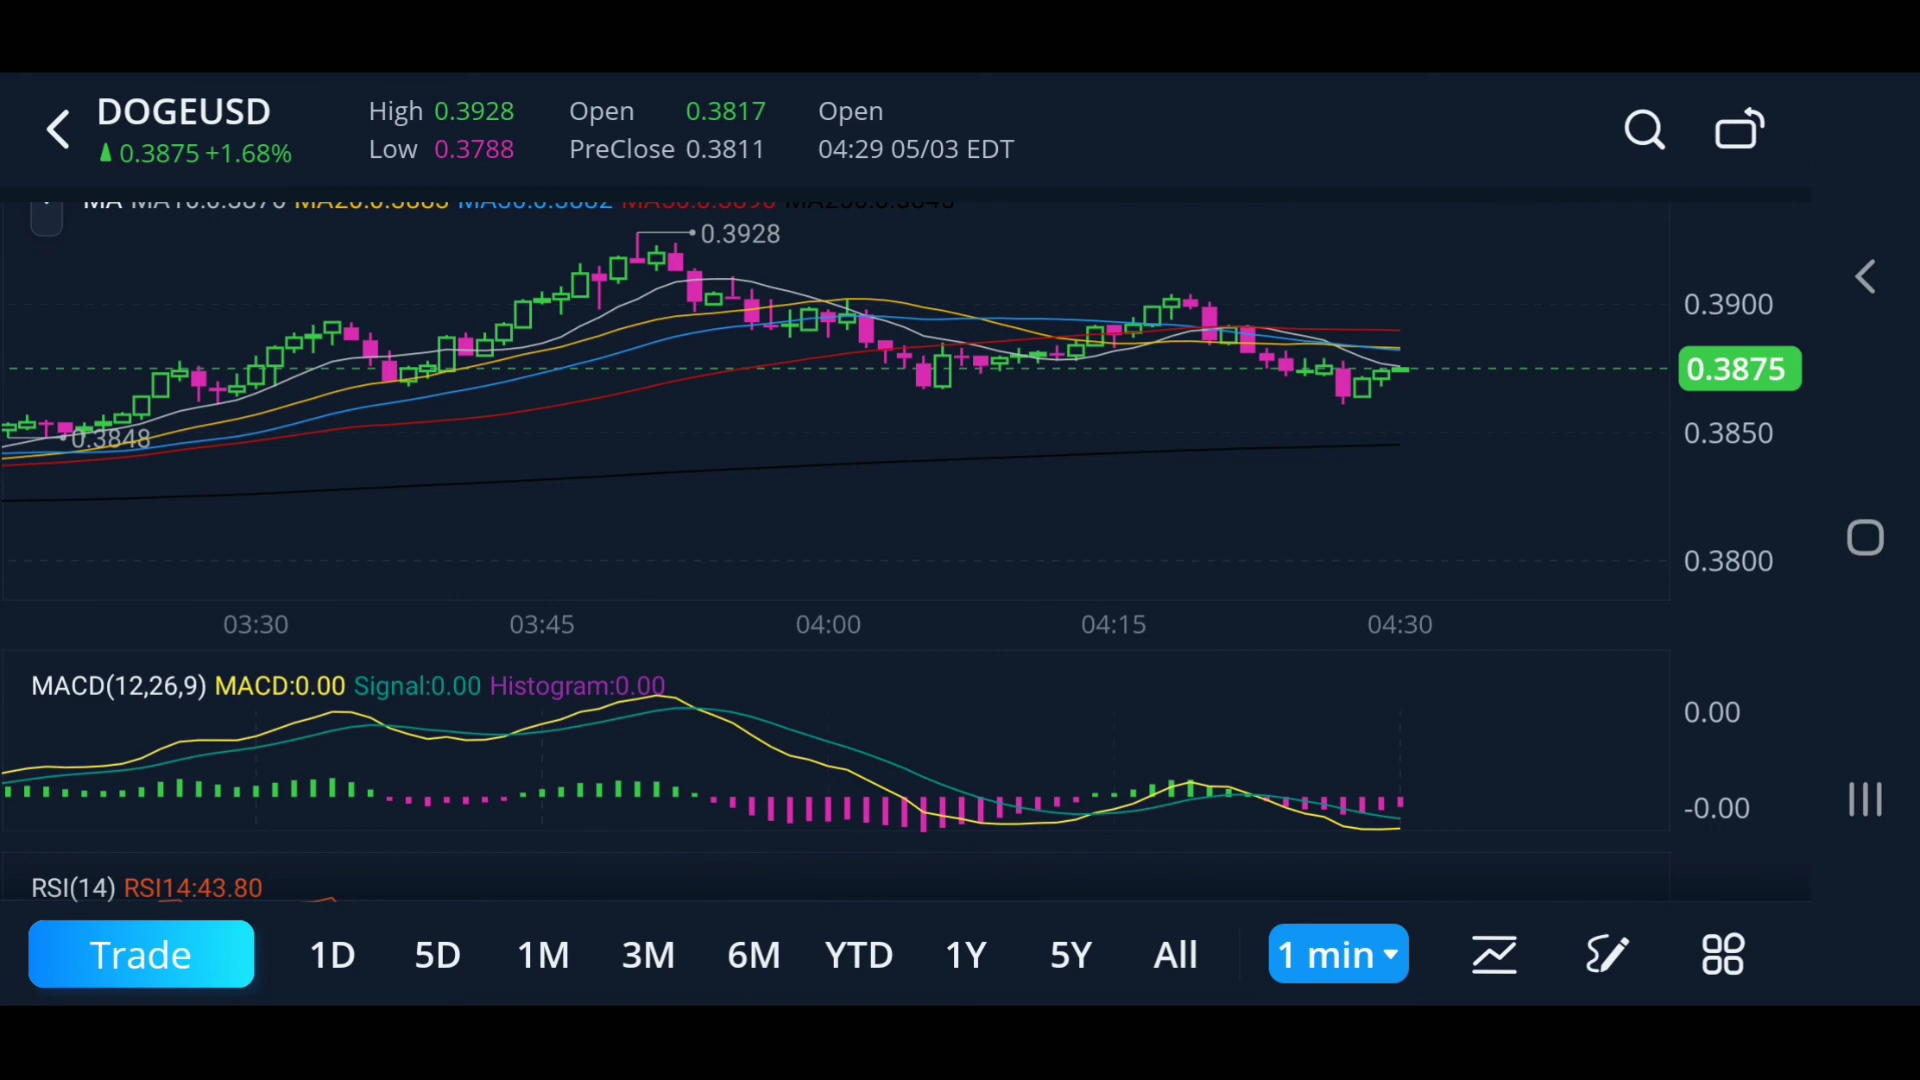 DOGEUSD
0.3875 +1.68%
High 0.3928
Low 0.3788
Open 0.3817
PreClose 0.3811
Open
04:29 05/03 EDT
MA
0.3928
0.3848
0.3900
0.3875
0.3850
0.3800
03:30 03:45 04:00 04:15 04:30
MACD(12,26,9) MACD:0.00 Signal:0.00 Histogram:0.00
0.00
-0.00
RSI(14) RSI14:43.80
Trade 1D 5D 1M 3M 6M YTD 1Y 5Y All 1 min